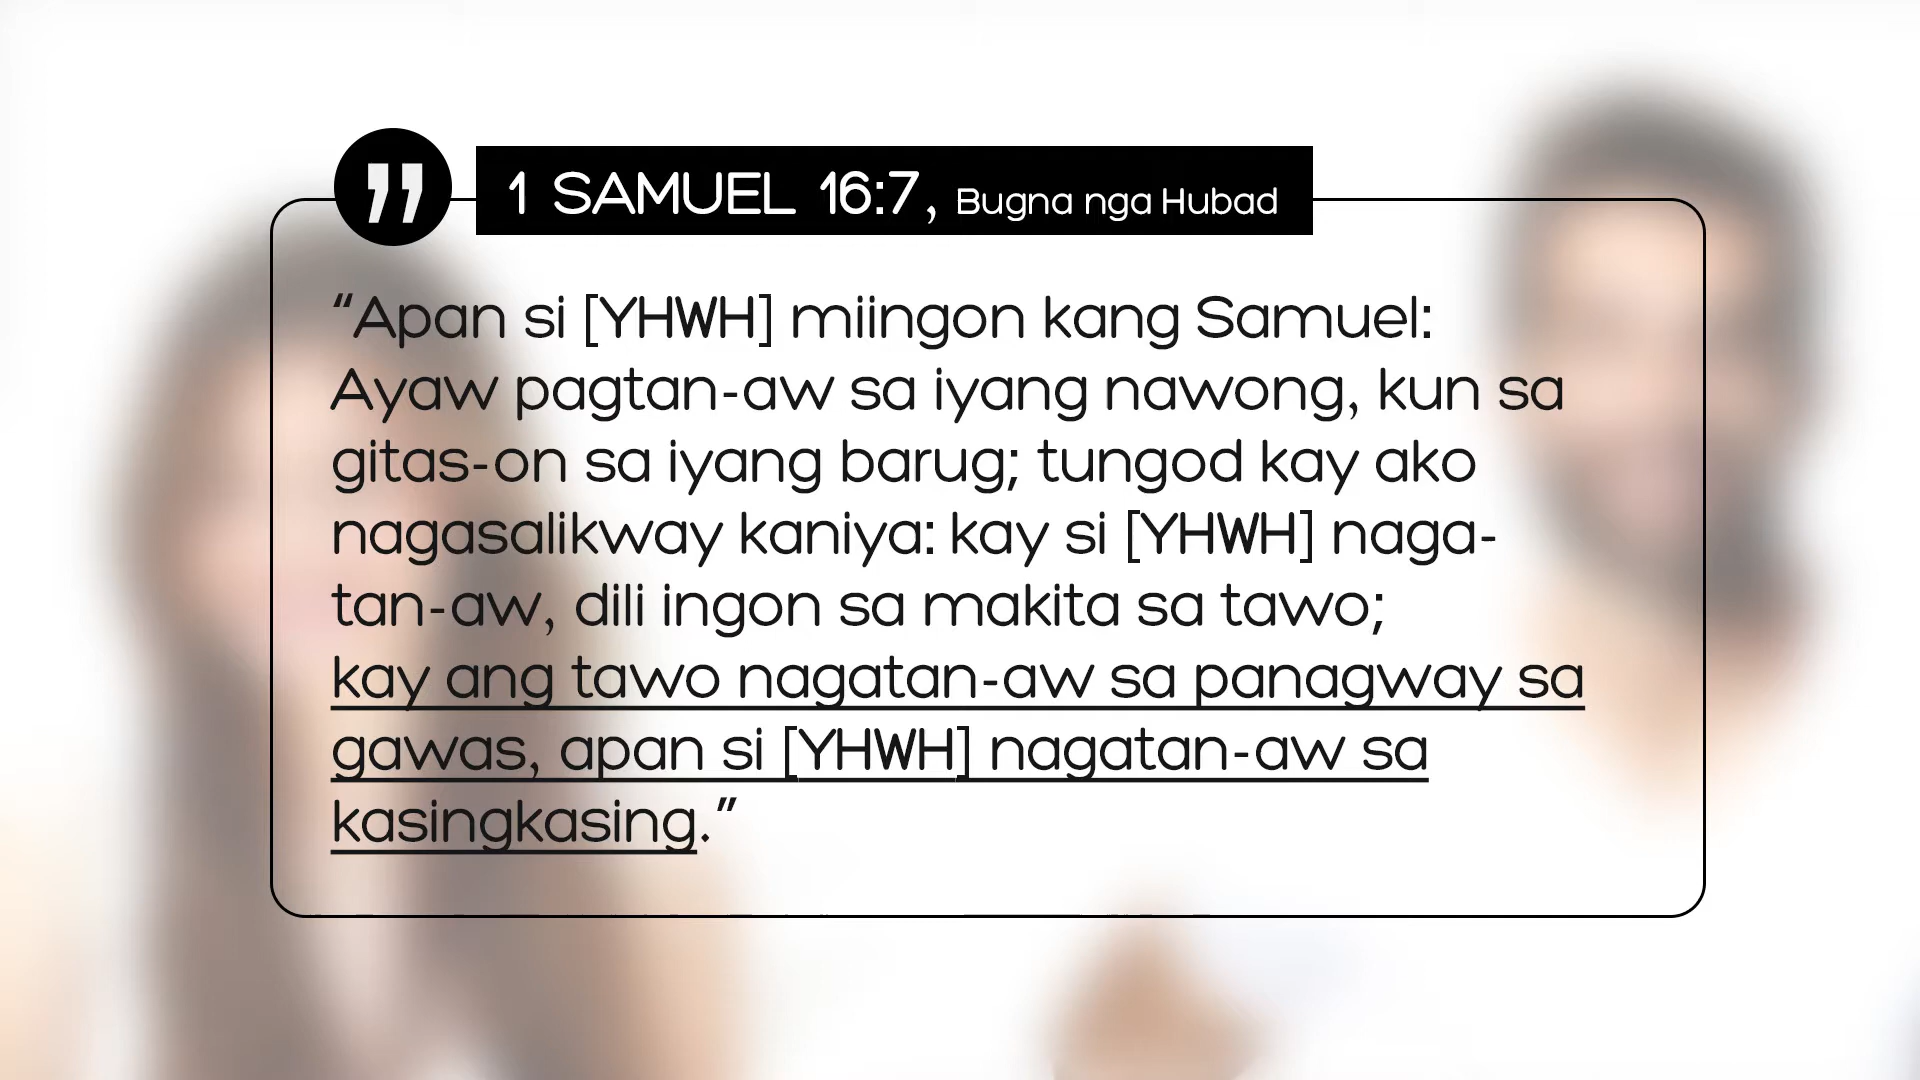 1 SAMUEL 16:7, Bugna nga Hubad
“Apan si [YHWH] miingon kang Samuel:
Ayaw pagtan-aw sa iyang nawong, kun sa
gitas-on sa iyang barug; tungod kay ako
nagasalikway kaniya: kay si [YHWH] naga-
tan-aw, dili ingon sa makita sa tawo;
kay ang tawo nagatan-aw sa panagway sa
gawas, apan si [YHWH] nagatan-aw sa
kasingkasing.”